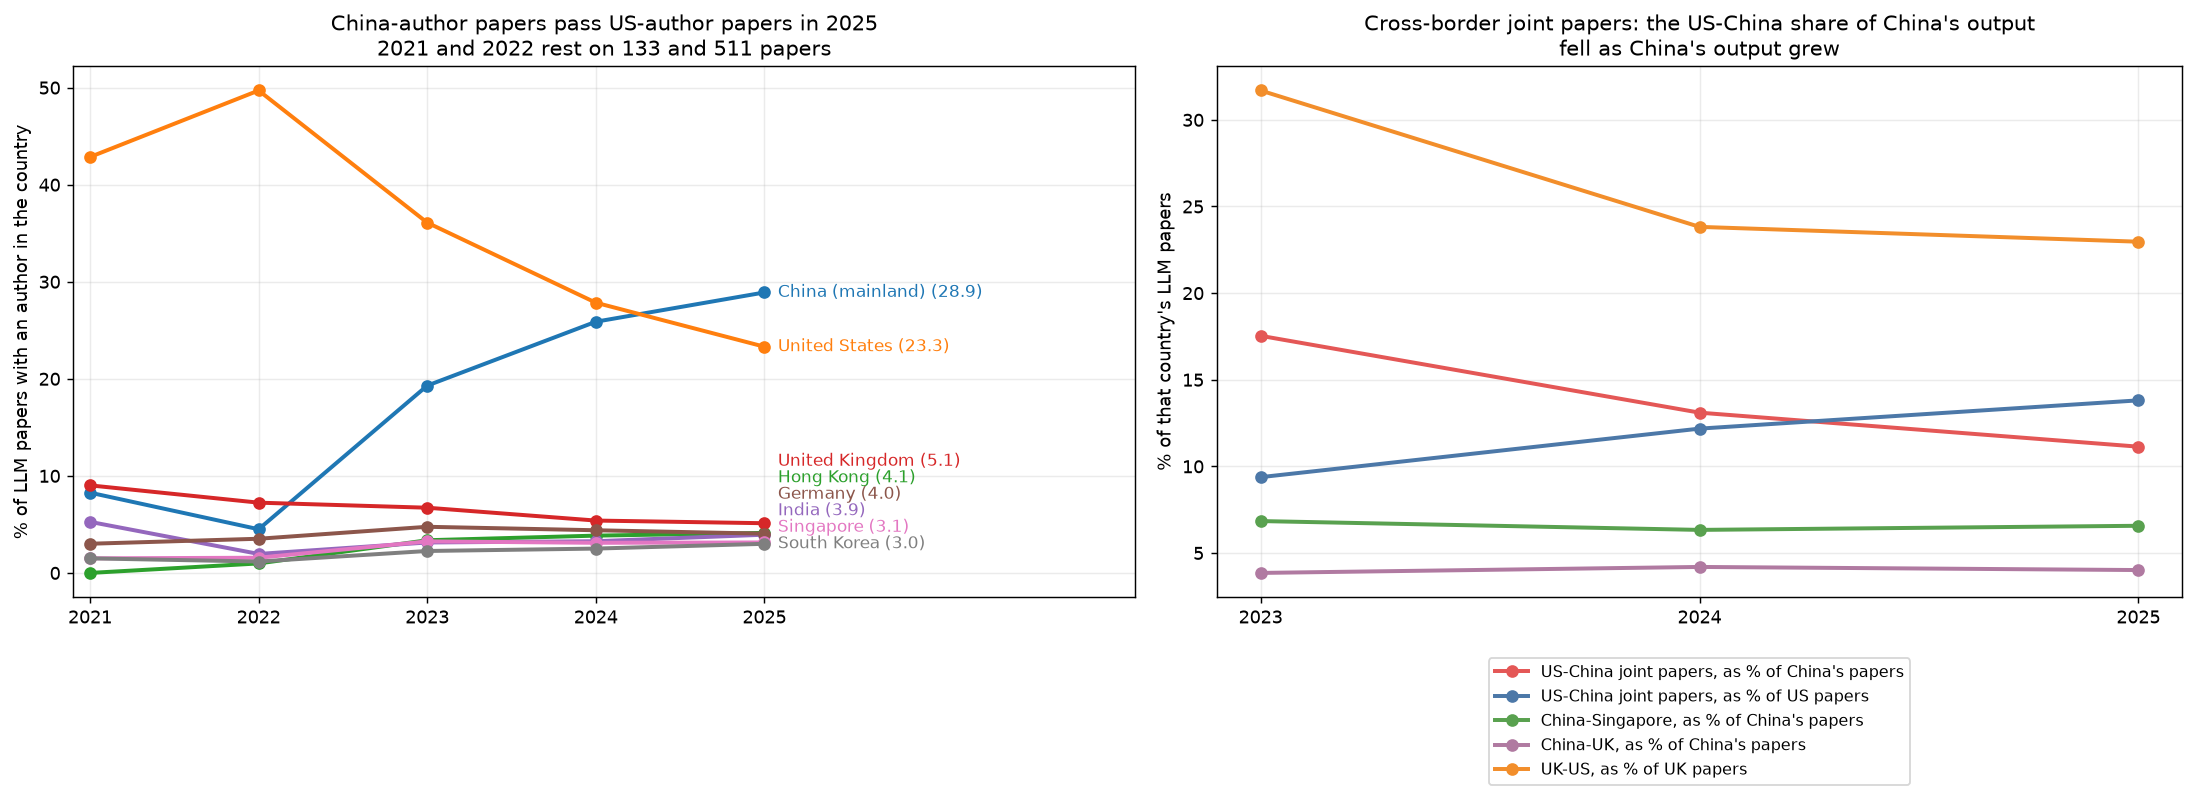 China-author papers pass US-author papers in 2025
2021 and 2022 rest on 133 and 511 papers
% of LLM papers with an author in the country
50
40
30
20
10
0
China (mainland) (28.9)
United States (23.3)
United Kingdom (5.1)
Hong Kong (4.1)
Germany (4.0)
India (3.9)
Singapore (3.1)
South Korea (3.0)
2021
2022
2023
2024
2025
Cross-border joint papers: the US-China share of China's output
fell as China's output grew
% of that country's LLM papers
30
25
20
15
10
5
2023
2024
2025
US-China joint papers, as % of China's papers
US-China joint papers, as % of US papers
China-Singapore, as % of China's papers
China-UK, as % of China's papers
UK-US, as % of UK papers